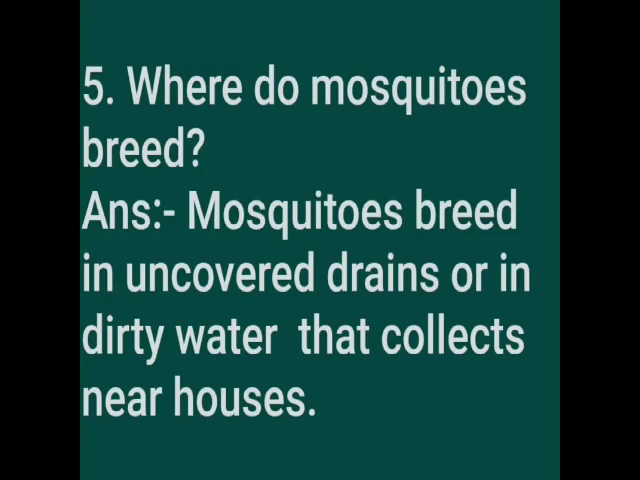 5. Where do mosquitoes
breed?
Ans:- Mosquitoes breed
in uncovered drains or in
dirty water  that collects
near houses.